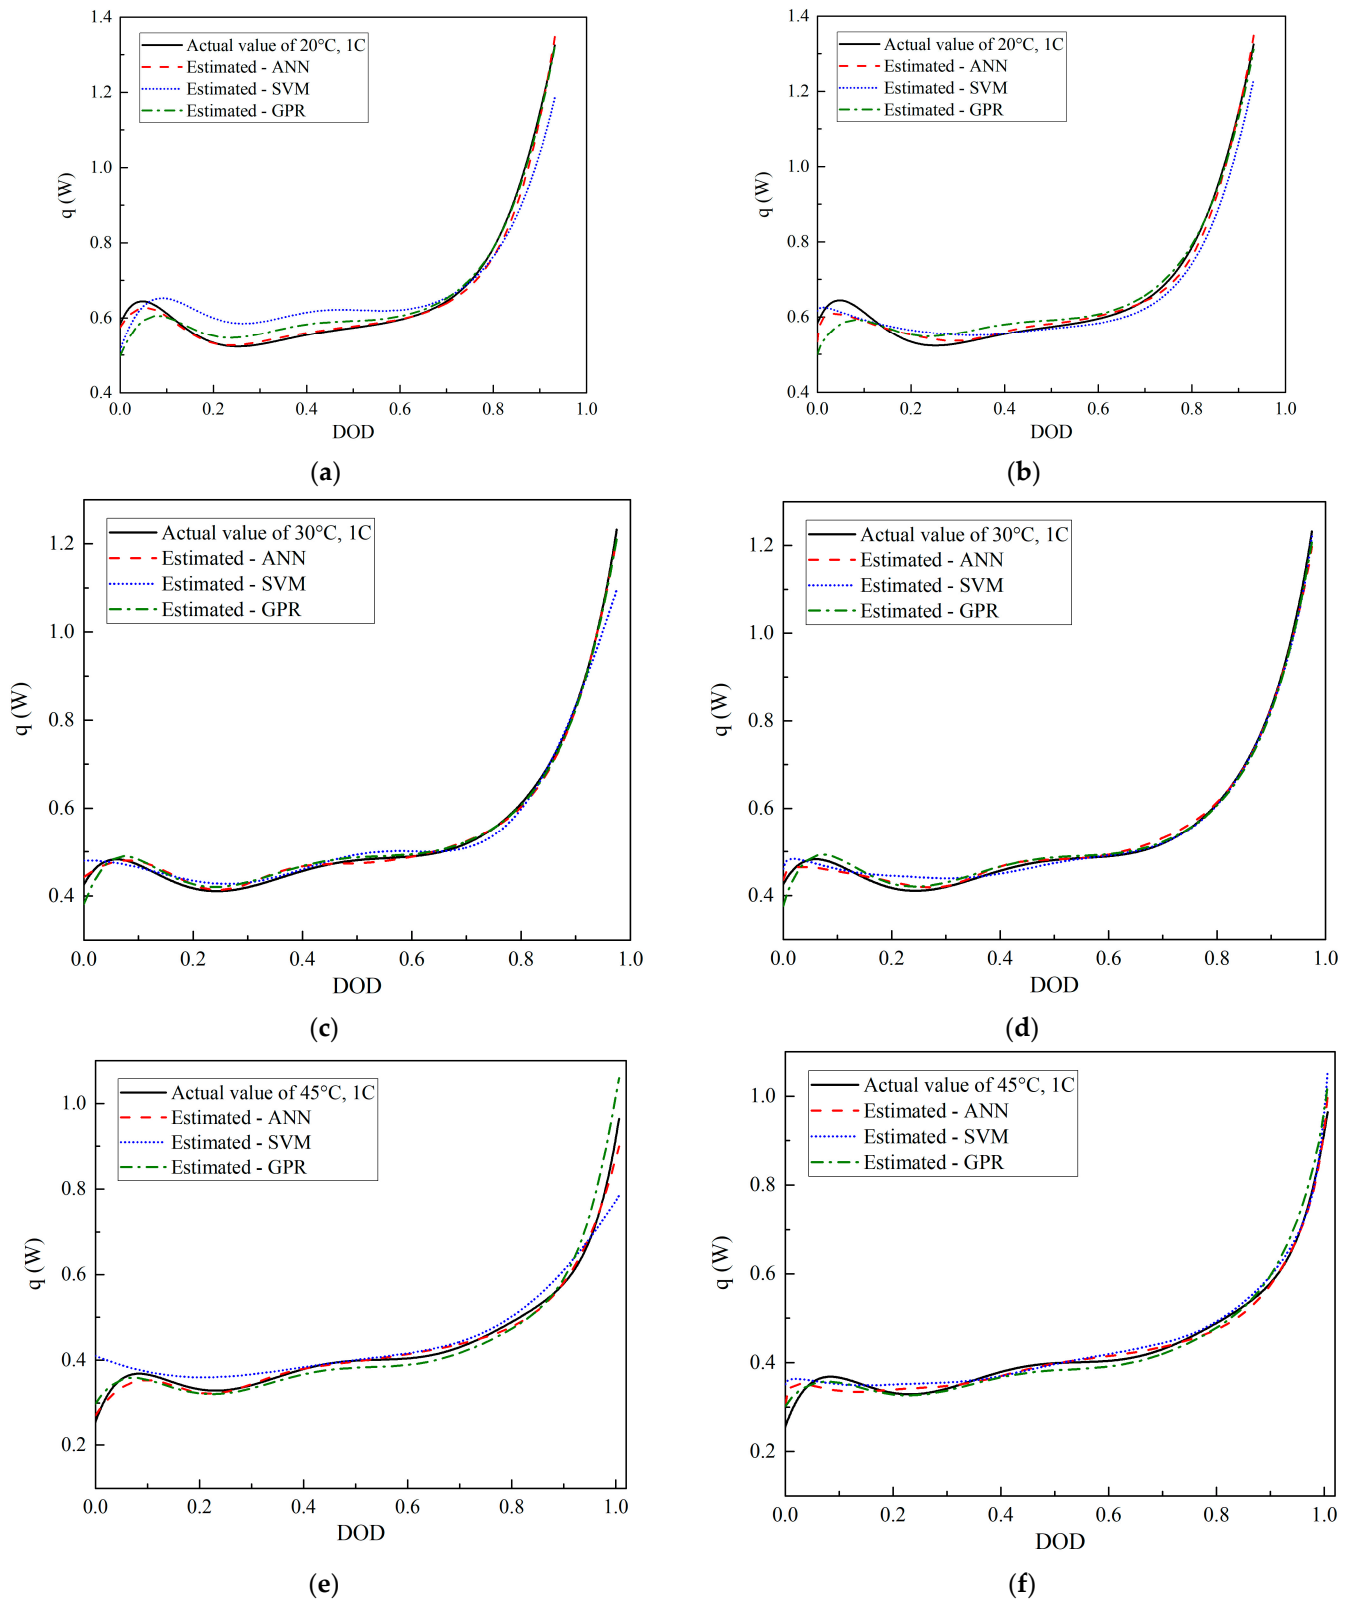 1.4
1.2
1.0
0.8
0.6
0.4
q (W)
Actual value of 20°C, 1C
Estimated - ANN
Estimated - SVM
Estimated - GPR
0.0 0.2 0.4 0.6 0.8 1.0
DOD
(a)
1.4
1.2
1.0
0.8
0.6
0.4
q (W)
Actual value of 20°C, 1C
Estimated - ANN
Estimated - SVM
Estimated - GPR
0.0 0.2 0.4 0.6 0.8 1.0
DOD
(b)
1.2
1.0
0.8
0.6
0.4
q (W)
Actual value of 30°C, 1C
Estimated - ANN
Estimated - SVM
Estimated - GPR
0.0 0.2 0.4 0.6 0.8 1.0
DOD
(c)
1.2
1.0
0.8
0.6
0.4
q (W)
Actual value of 30°C, 1C
Estimated - ANN
Estimated - SVM
Estimated - GPR
0.0 0.2 0.4 0.6 0.8 1.0
DOD
(d)
1.0
0.8
0.6
0.4
0.2
q (W)
Actual value of 45°C, 1C
Estimated - ANN
Estimated - SVM
Estimated - GPR
0.0 0.2 0.4 0.6 0.8 1.0
DOD
(e)
1.0
0.8
0.6
0.4
0.2
q (W)
Actual value of 45°C, 1C
Estimated - ANN
Estimated - SVM
Estimated - GPR
0.0 0.2 0.4 0.6 0.8 1.0
DOD
(f)